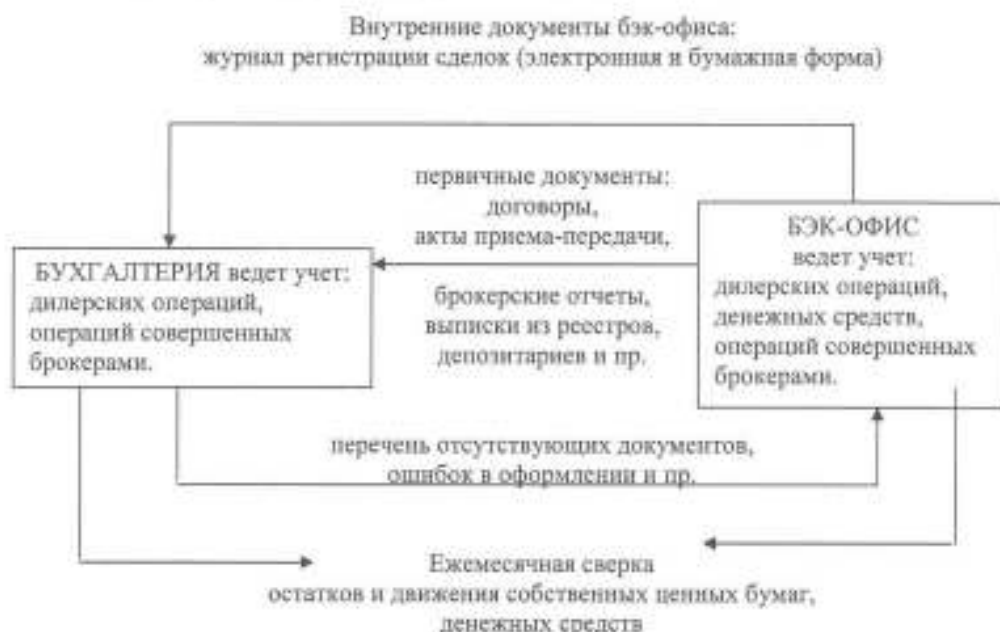 Внутренние документы бэк-офиса:
журнал регистрации сделок (электронная и бумажная форма)
первичные документы:
договоры,
акты приема-передачи,
брокерские отчеты,
выписки из реестров,
депозитариев и пр.
БЭК-ОФИС
ведет учет:
дилерских операций,
денежных средств,
операций совершенных
брокерами.
БУХГАЛТЕРИЯ ведет учет:
дилерских операций,
операций совершенных
брокерами.
перечень отсутствующих документов,
ошибок в оформлении и пр.
Ежемесячная сверка
остатков и движения собственных ценных бумаг,
денежных средств